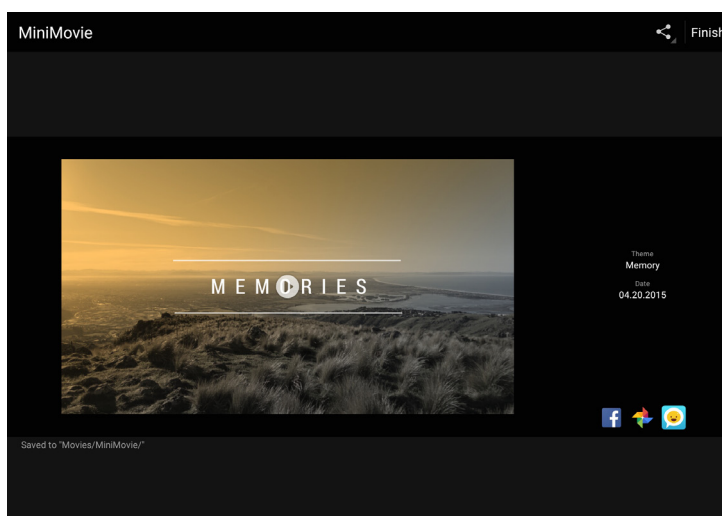 MiniMovie
Finish
MEMORIES
Theme
Memory
Date
04.20.2015
Saved to "Movies/MiniMovie/"